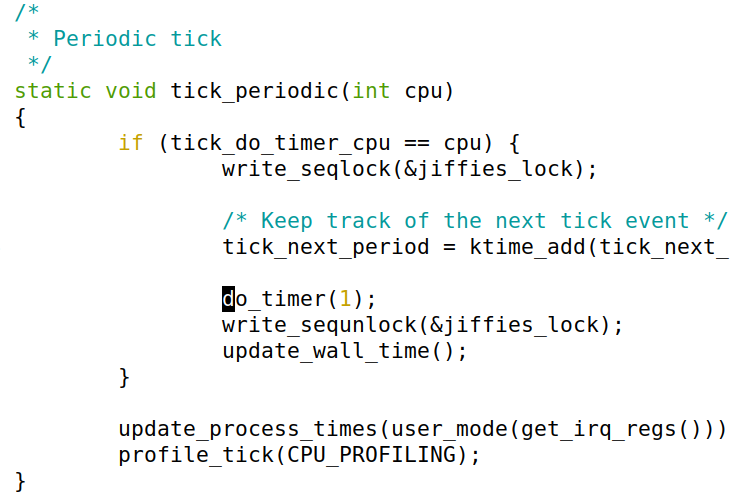 /*
 * Periodic tick
 */
static void tick_periodic(int cpu)
{
        if (tick_do_timer_cpu == cpu) {
                write_seqlock(&jiffies_lock);

                /* Keep track of the next tick event */
                tick_next_period = ktime_add(tick_next_

                do_timer(1);
                write_sequnlock(&jiffies_lock);
                update_wall_time();
        }

        update_process_times(user_mode(get_irq_regs()))
        profile_tick(CPU_PROFILING);
}